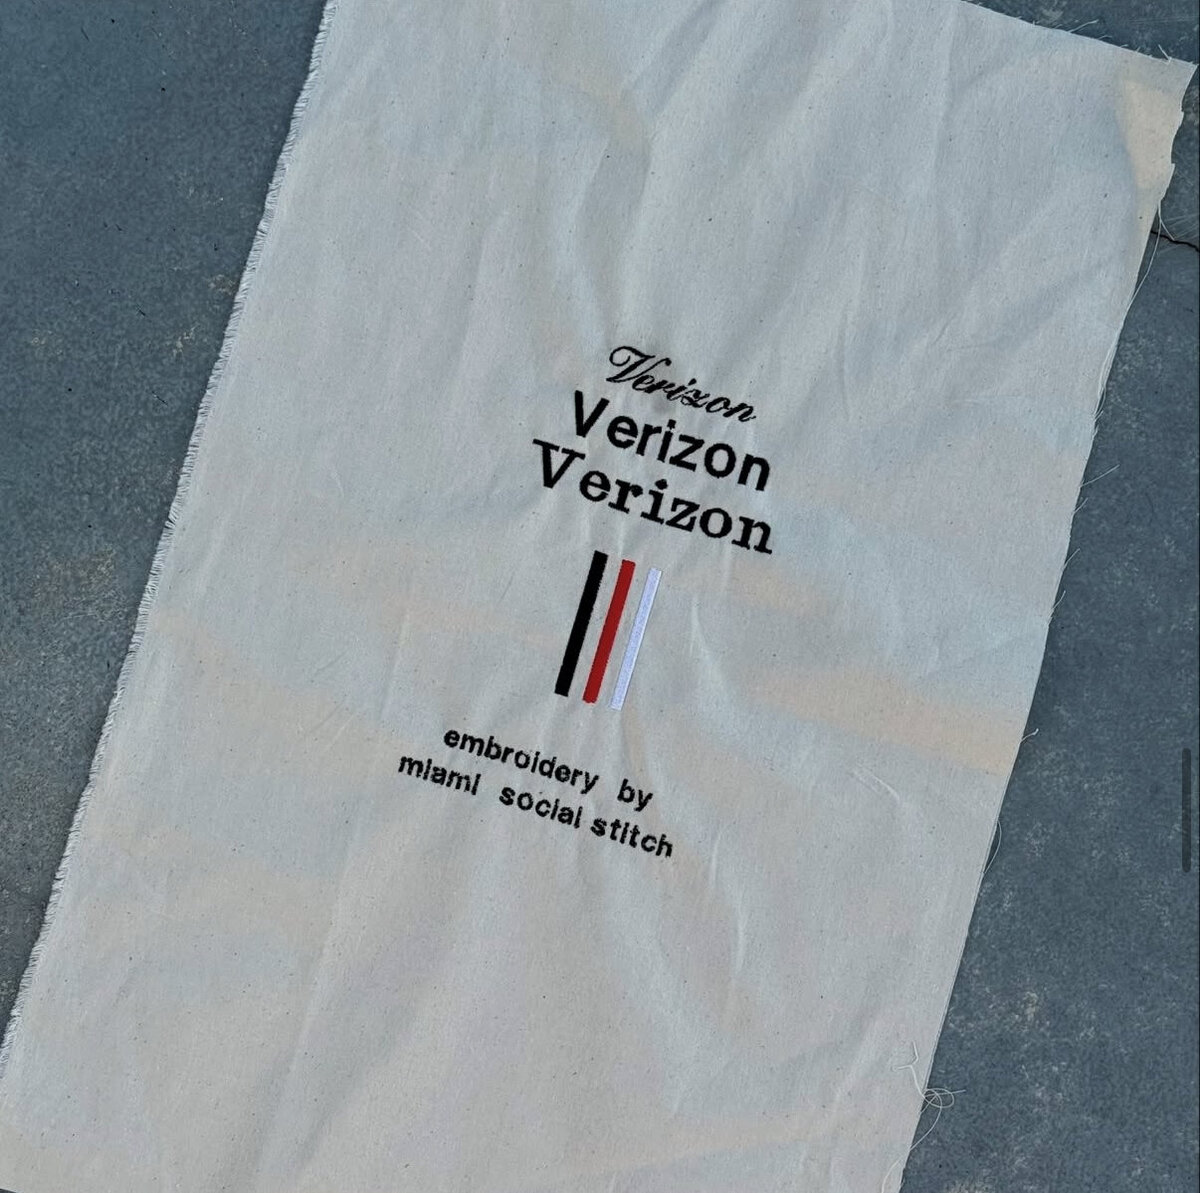 Verizon
Verizon
Verizon
embroidery by
miami social stitch